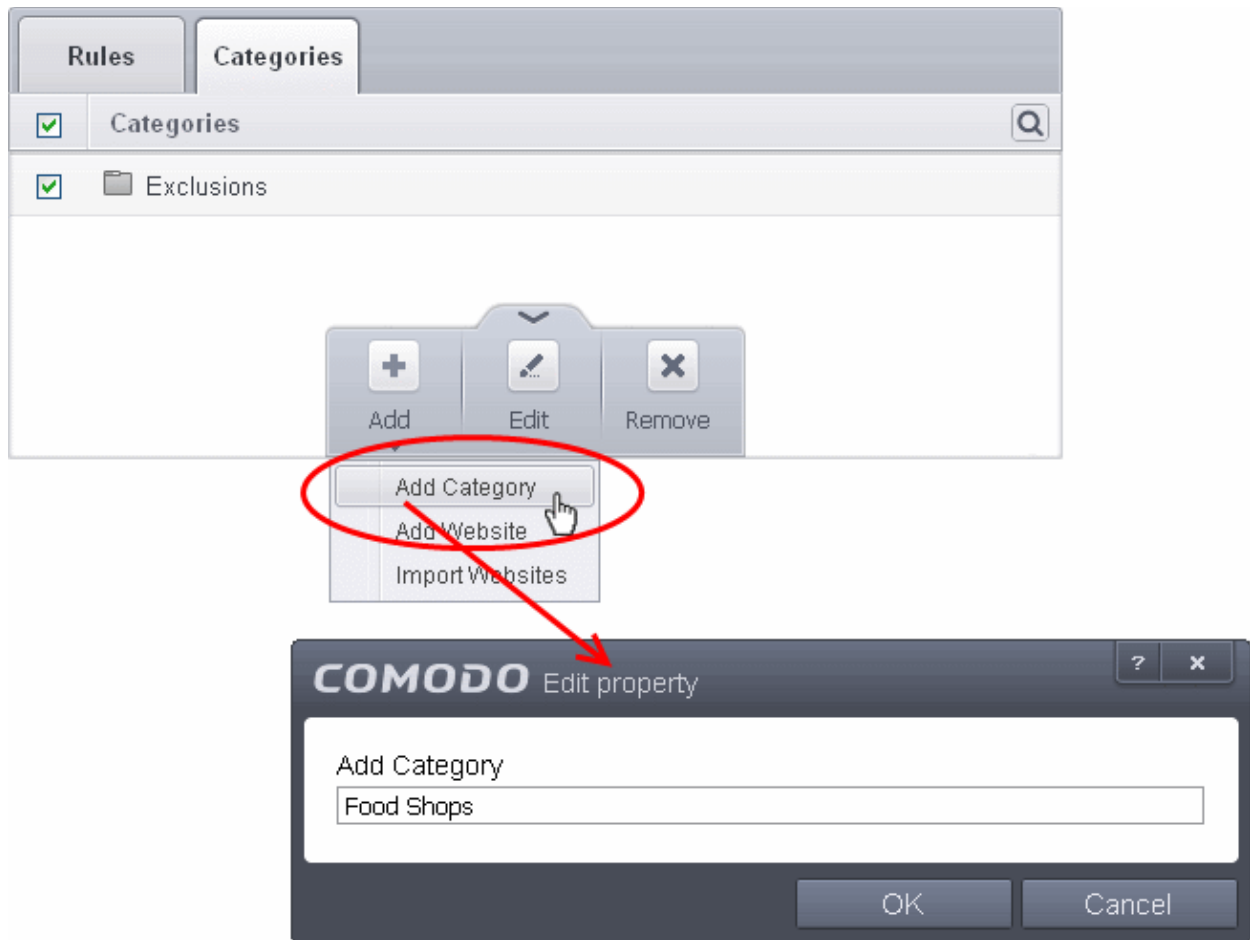 Rules Categories
Categories
Exclusions
Add Edit Remove
Add Category
Add Website
Import Websites
COMODO Edit property ? x
Add Category
Food Shops
OK Cancel